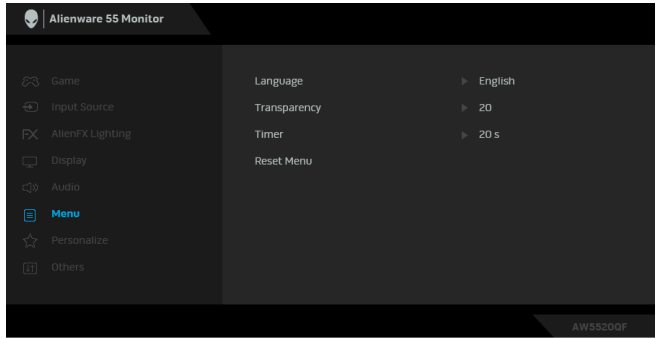 Alienware 55 Monitor
Game
Language
English
Input Source
Transparency
20
FX
AlienFX Lighting
Timer
20 s
Display
Reset Menu
Audio
Menu
Personalize
Others
AW5520QF